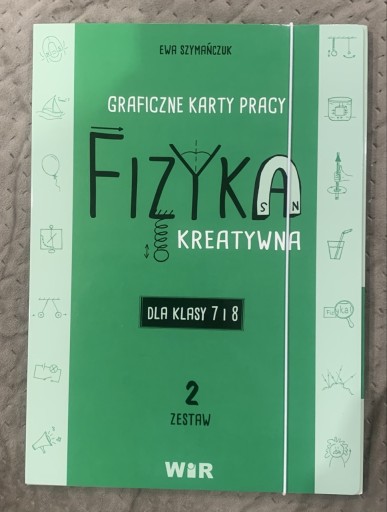 EWA SZYMAŃCZUK
GRAFICZNE KARTY PRACY
FIZYKA
S N
KREATYWNA
DLA KLASY 7 I 8
2
ZESTAW
WiR